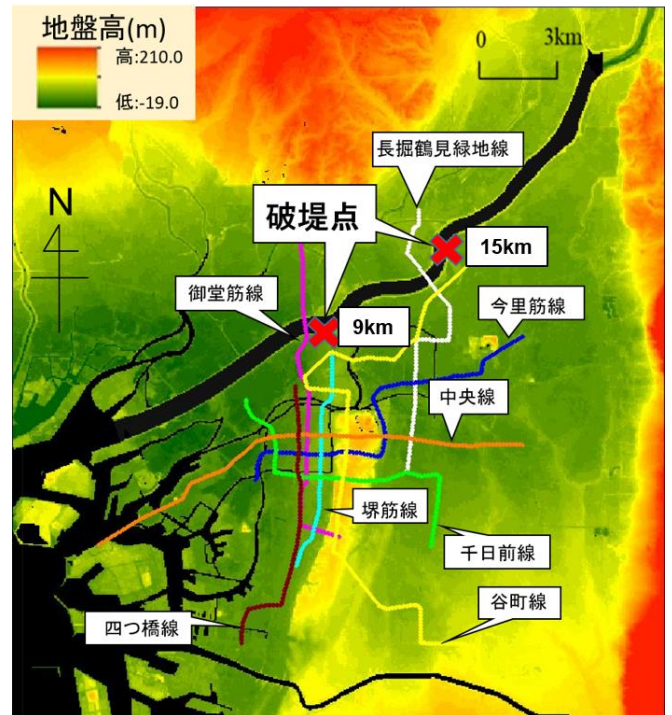 地盤高(m)
高:210.0
低:-19.0
0 3km
長掘鶴見緑地線
N
破堤点
15km
御堂筋線
9km
今里筋線
中央線
堺筋線
千日前線
四つ橋線
谷町線